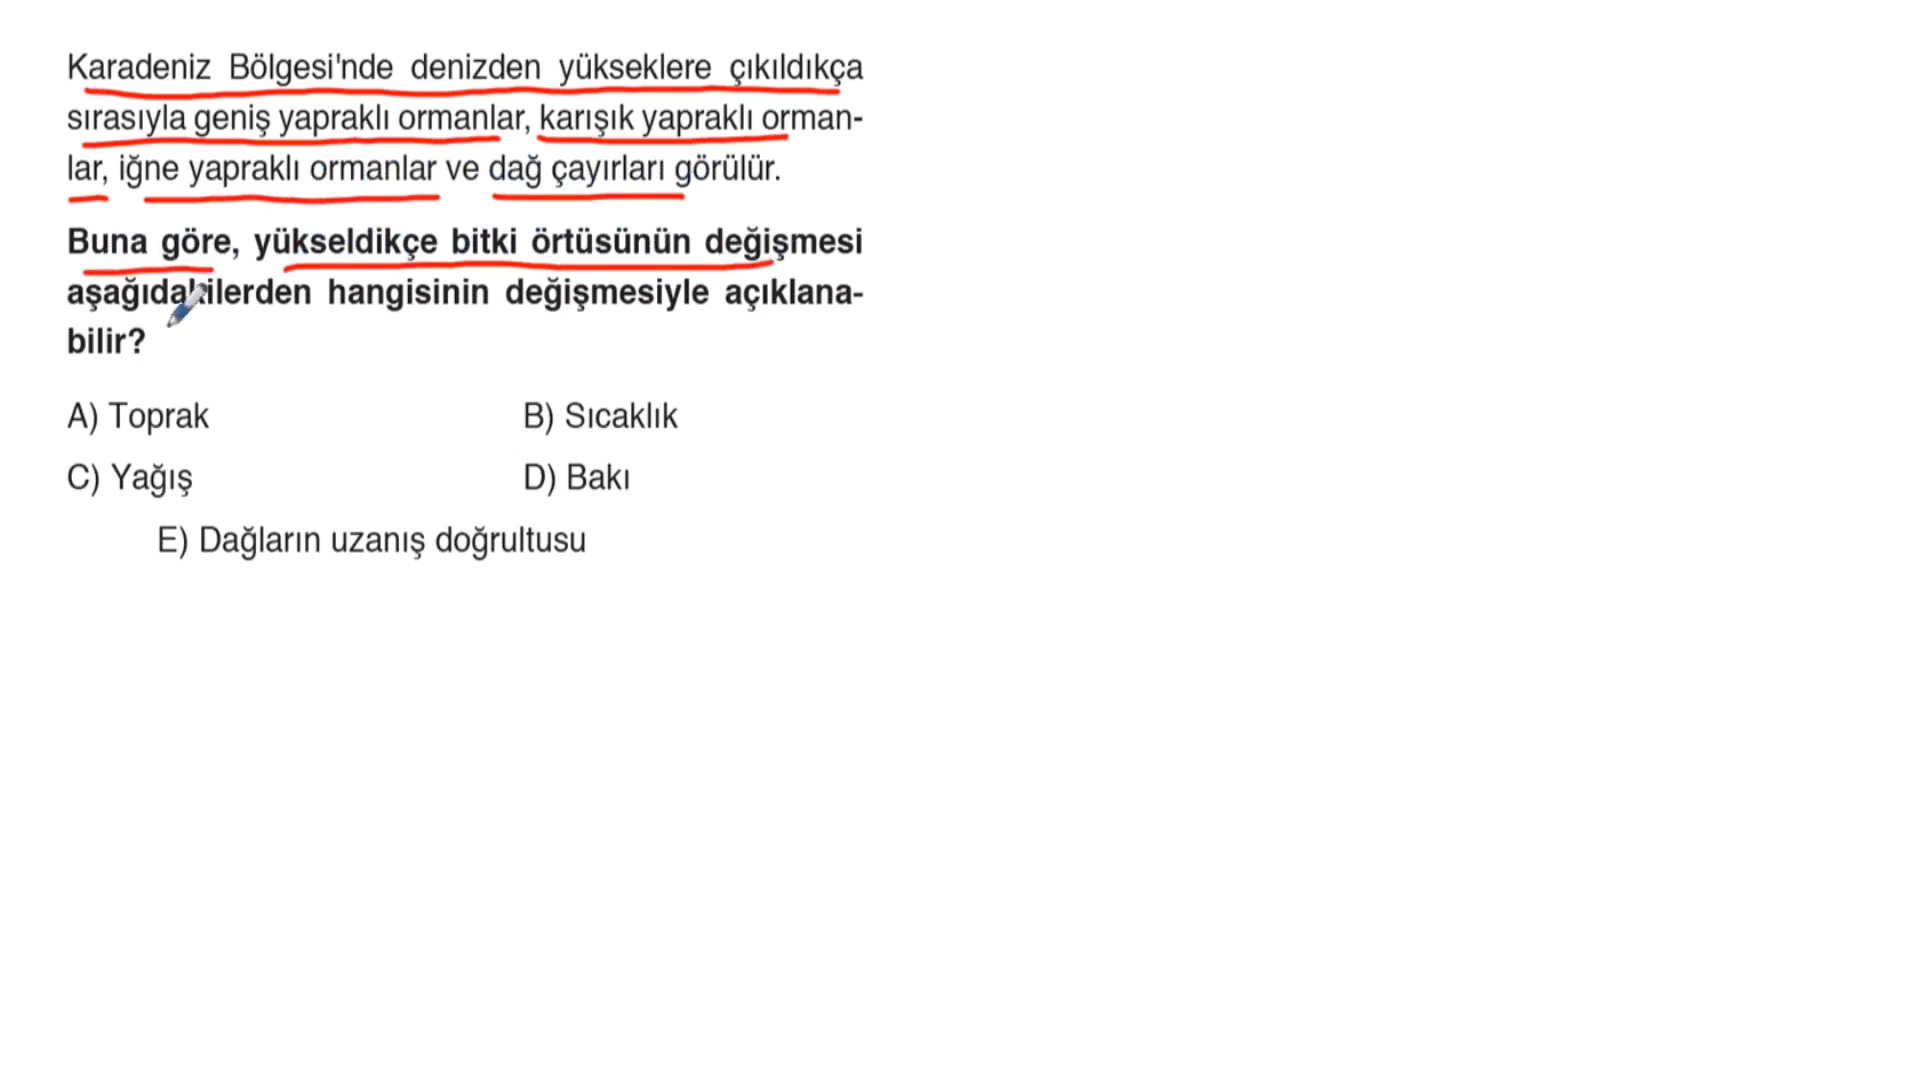 Karadeniz Bölgesi'nde denizden yükseklere çıkıldıkça
sırasıyla geniş yapraklı ormanlar, karışık yapraklı orman-
lar, iğne yapraklı ormanlar ve dağ çayırları görülür.
Buna göre, yükseldikçe bitki örtüsünün değişmesi
aşağıdakilerden hangisinin değişmesiyle açıklana-
bilir?
A) Toprak
B) Sıcaklık
C) Yağış
D) Bakı
E) Dağların uzanış doğrultusu